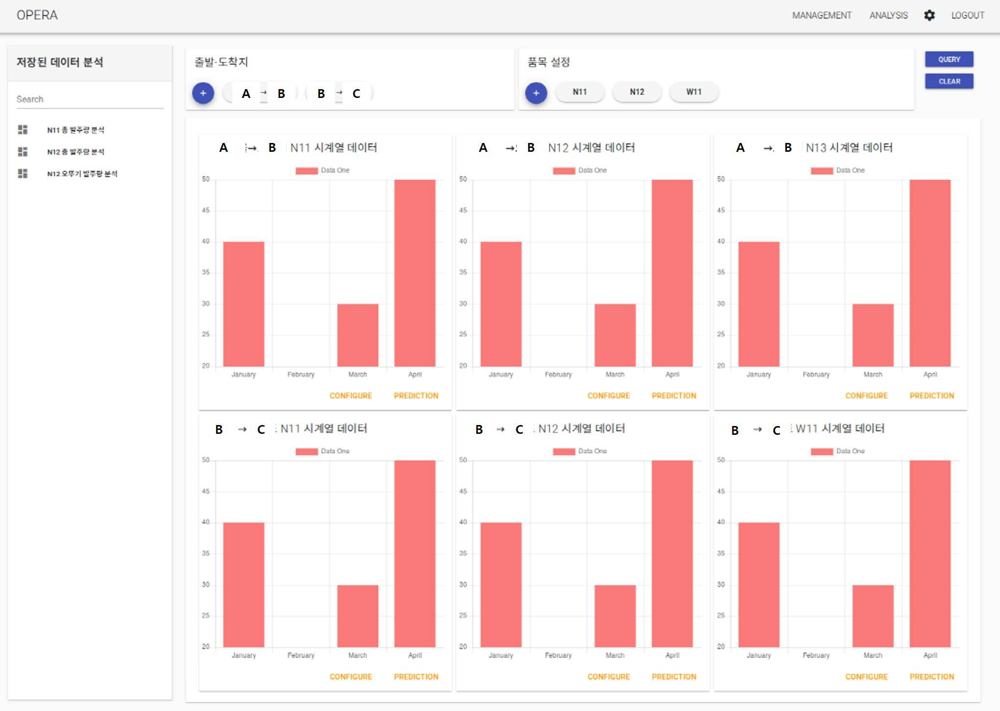 OPERA
MANAGEMENT ANALYSIS LOGOUT
저장된 데이터 분석
Search
N11 총 발주량 분석
N12 총 발주량 분석
N12 오뚜기 발주량 분석
출발-도착지
+ A → B B → C
품목 설정
+ N11 N12 W11
QUERY
CLEAR
A → B N11 시계열 데이터
Data One
50
45
40
35
30
25
20
January February March April
CONFIGURE PREDICTION
A → B N12 시계열 데이터
Data One
50
45
40
35
30
25
20
January February March April
CONFIGURE PREDICTION
A → B N13 시계열 데이터
Data One
50
45
40
35
30
25
20
January February March April
CONFIGURE PREDICTION
B → C N11 시계열 데이터
Data One
50
45
40
35
30
25
20
January February March April
CONFIGURE PREDICTION
B → C N12 시계열 데이터
Data One
50
45
40
35
30
25
20
January February March April
CONFIGURE PREDICTION
B → C W11 시계열 데이터
Data One
50
45
40
35
30
25
20
January February March April
CONFIGURE PREDICTION